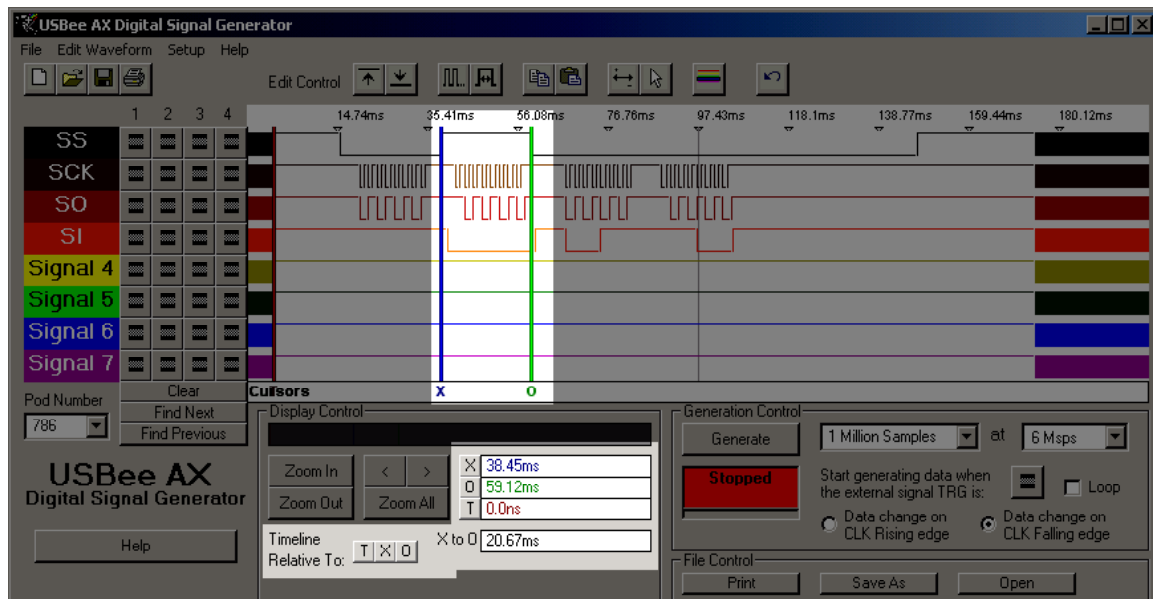 USBee AX Digital Signal Generator
File Edit Waveform Setup Help
Edit Control
1 2 3 4
14.74ms 35.41ms 56.08ms 76.76ms 97.43ms 118.1ms 138.77ms 159.44ms 180.12ms
SS
SCK
SO
SI
Signal 4
Signal 5
Signal 6
Signal 7
Clear
Cursors X O
Pod Number
786
Find Next
Find Previous
USBee AX
Digital Signal Generator
Help
Display Control
Zoom In < >
Zoom Out Zoom All
X 38.45ms
O 59.12ms
T 0.0ns
Timeline
Relative To: T X O
X to O 20.67ms
Generation Control
Generate 1 Million Samples at 6 Msps
Stopped
Start generating data when
the external signal TRG is:
Loop
Data change on
CLK Rising edge
Data change on
CLK Falling edge
File Control
Print Save As Open